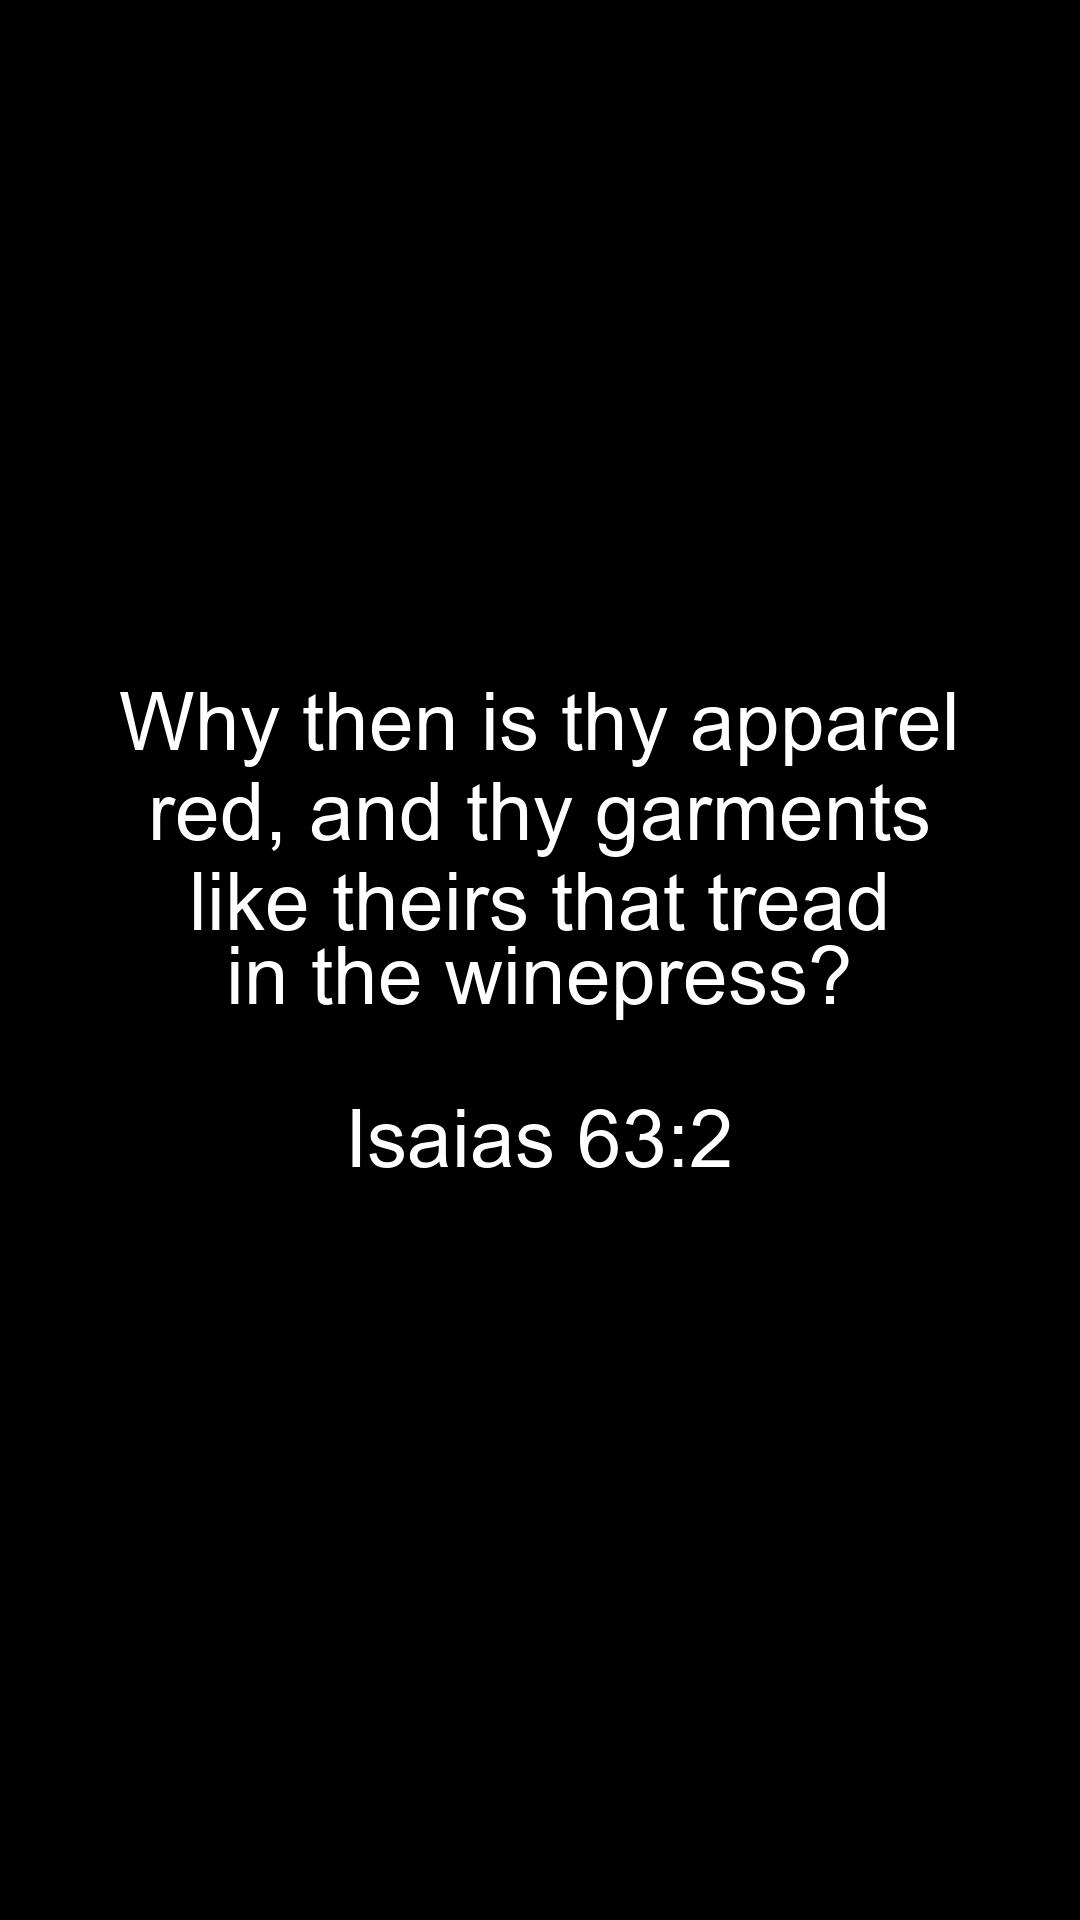 Why then is thy apparel
red, and thy garments
like theirs that tread
in the winepress?
Isaias 63:2